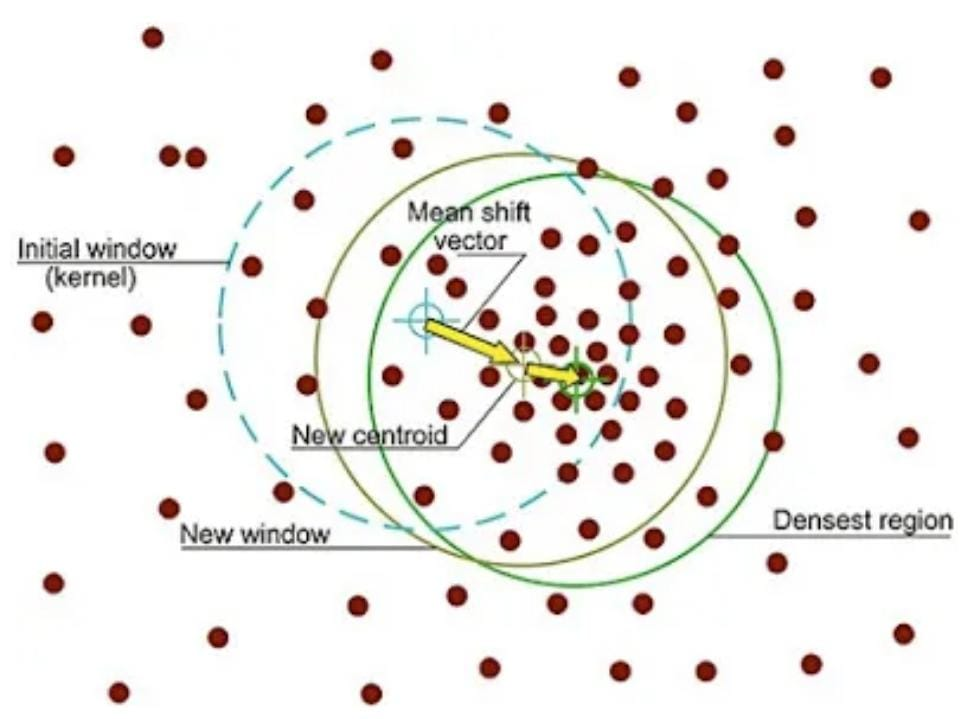 Mean shift
vector
Initial window
(kernel)
New centroid
New window
Densest region